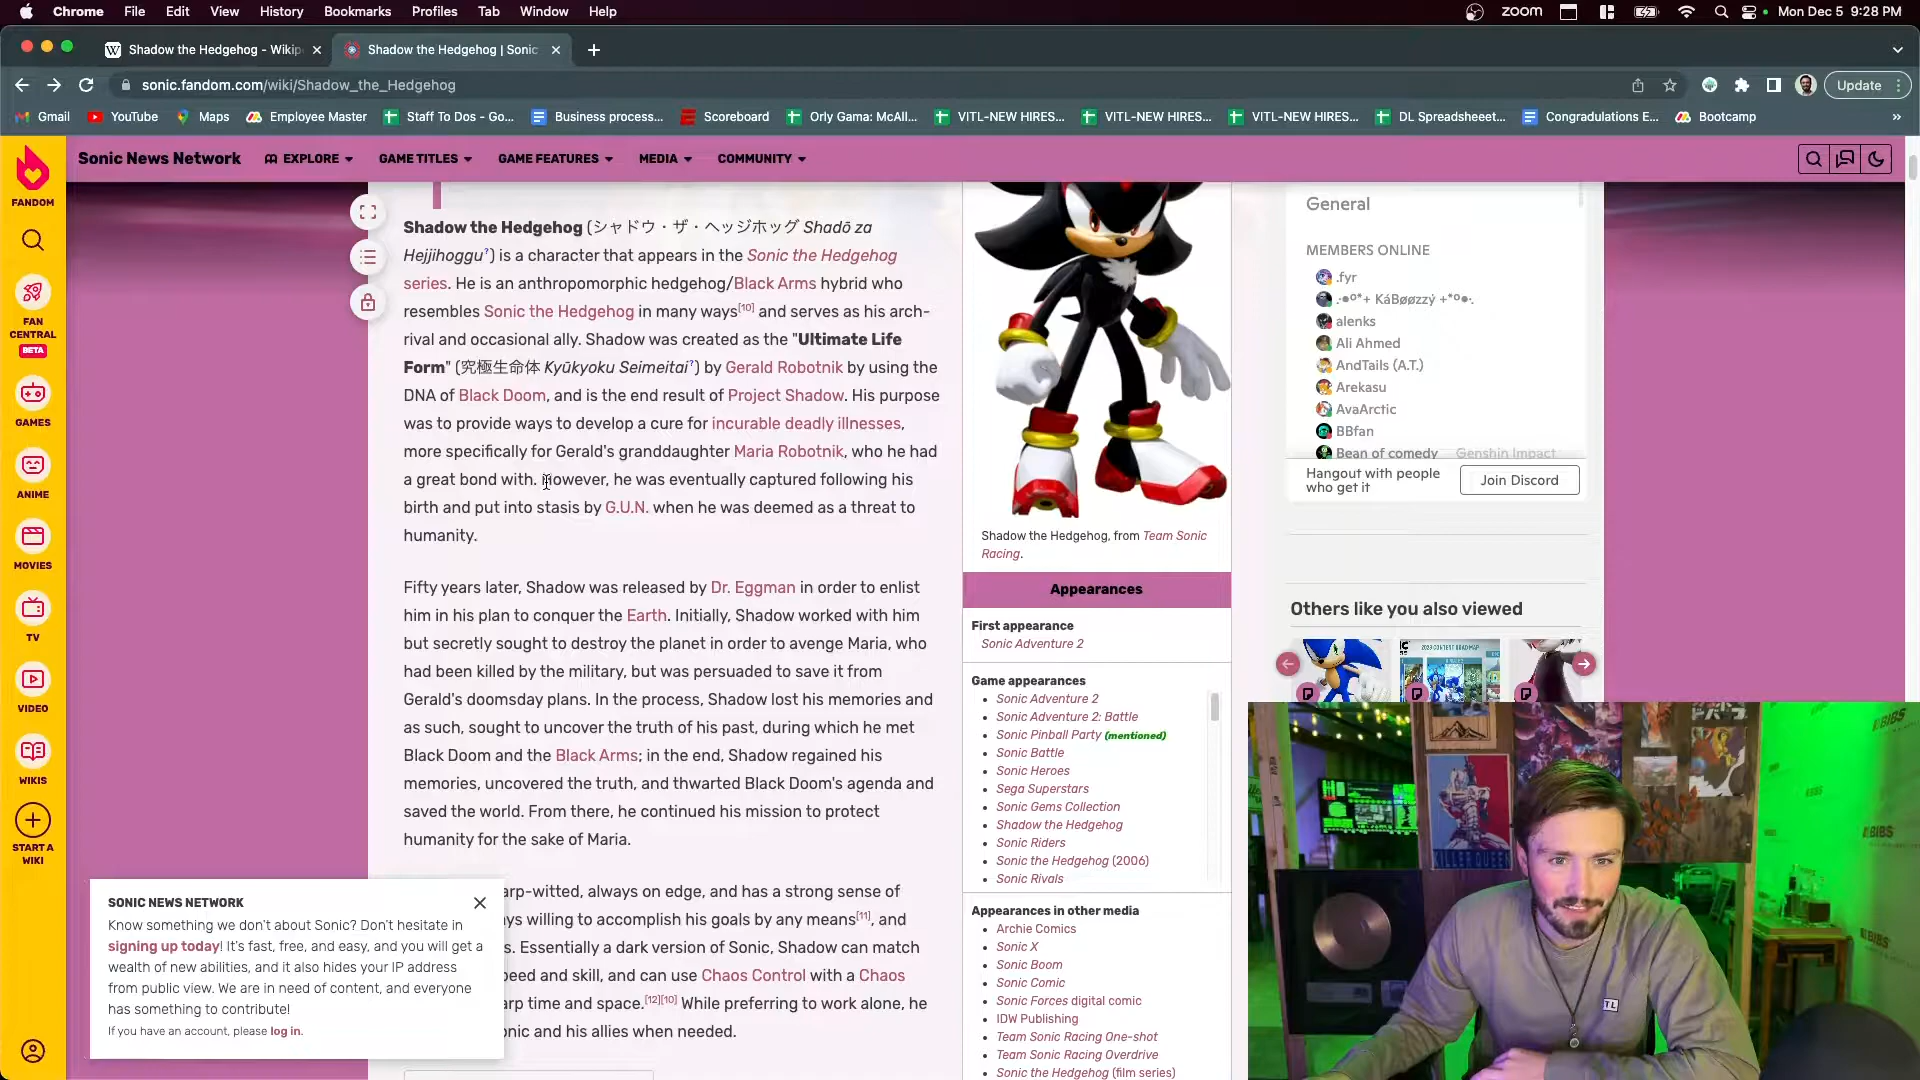 Chrome File Edit View History Bookmarks Profiles Tab Window Help
zoom Mon Dec 5 9:28 PM
Shadow the Hedgehog - Wikip
Shadow the Hedgehog | Sonic
sonic.fandom.com/wiki/Shadow_the_Hedgehog
Update
Gmail YouTube Maps Employee Master Staff To Dos - Go... Business process... Scoreboard Orly Gama: McAll... VITL-NEW HIRES... VITL-NEW HIRES... VITL-NEW HIRES... DL Spreadsheeet... Congradulations E... Bootcamp »
Sonic News Network EXPLORE GAME TITLES GAME FEATURES MEDIA COMMUNITY
FANDOM
FAN CENTRAL
BETA
GAMES
ANIME
MOVIES
TV
VIDEO
WIKIS
START A WIKI
Shadow the Hedgehog (シャドウ・ザ・ヘッジホッグ Shadō za
Hejjihoggu?) is a character that appears in the Sonic the Hedgehog
series. He is an anthropomorphic hedgehog/Black Arms hybrid who
resembles Sonic the Hedgehog in many ways[10] and serves as his arch-
rival and occasional ally. Shadow was created as the "Ultimate Life
Form" (究極生命体 Kyūkyoku Seimeitai?) by Gerald Robotnik by using the
DNA of Black Doom, and is the end result of Project Shadow. His purpose
was to provide ways to develop a cure for incurable deadly illnesses,
more specifically for Gerald's granddaughter Maria Robotnik, who he had
a great bond with. However, he was eventually captured following his
birth and put into stasis by G.U.N. when he was deemed as a threat to
humanity.
Fifty years later, Shadow was released by Dr. Eggman in order to enlist
him in his plan to conquer the Earth. Initially, Shadow worked with him
but secretly sought to destroy the planet in order to avenge Maria, who
had been killed by the military, but was persuaded to save it from
Gerald's doomsday plans. In the process, Shadow lost his memories and
as such, sought to uncover the truth of his past, during which he met
Black Doom and the Black Arms; in the end, Shadow regained his
memories, uncovered the truth, and thwarted Black Doom's agenda and
saved the world. From there, he continued his mission to protect
humanity for the sake of Maria.
arp-witted, always on edge, and has a strong sense of
ys willing to accomplish his goals by any means[11], and
s. Essentially a dark version of Sonic, Shadow can match
peed and skill, and can use Chaos Control with a Chaos
arp time and space.[12][10] While preferring to work alone, he
onic and his allies when needed.
SONIC NEWS NETWORK
Know something we don't about Sonic? Don't hesitate in
signing up today! It's fast, free, and easy, and you will get a
wealth of new abilities, and it also hides your IP address
from public view. We are in need of content, and everyone
has something to contribute!
If you have an account, please log in.
Shadow the Hedgehog, from Team Sonic
Racing.
Appearances
First appearance
Sonic Adventure 2
Game appearances
Sonic Adventure 2
Sonic Adventure 2: Battle
Sonic Pinball Party (mentioned)
Sonic Battle
Sonic Heroes
Sega Superstars
Sonic Gems Collection
Shadow the Hedgehog
Sonic Riders
Sonic the Hedgehog (2006)
Sonic Rivals
Appearances in other media
Archie Comics
Sonic X
Sonic Boom
Sonic Comic
Sonic Forces digital comic
IDW Publishing
Team Sonic Racing One-shot
Team Sonic Racing Overdrive
Sonic the Hedgehog (film series)
General
MEMBERS ONLINE
.fyr
.·●º*+ KáBøøzzý +*º●·.
alenks
Ali Ahmed
AndTails (A.T.)
Arekasu
AvaArctic
BBfan
Bean of comedy Genshin Impact
Hangout with people
who get it
Join Discord
Others like you also viewed
KILLER QUEEN
BIBS